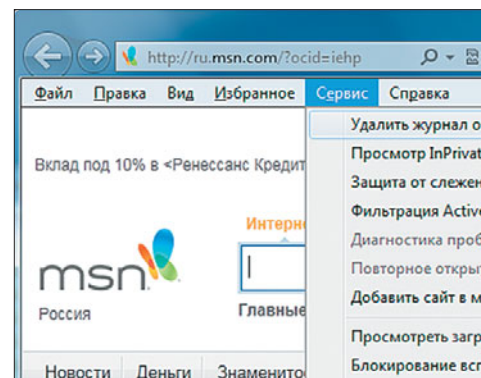 http://ru.msn.com/?ocid=iehp
Файл Правка Вид Избранное Сервис Справка
Удалить журнал о
Просмотр InPrivat
Вклад под 10% в <Ренессанс Кредит
Защита от слежен
Фильтрация Active
Интерне
Диагностика проб
Повторное откры
msn
Добавить сайт в м
Россия
Главные
Просмотреть загр
Блокирование всп
Новости Деньги Знаменито